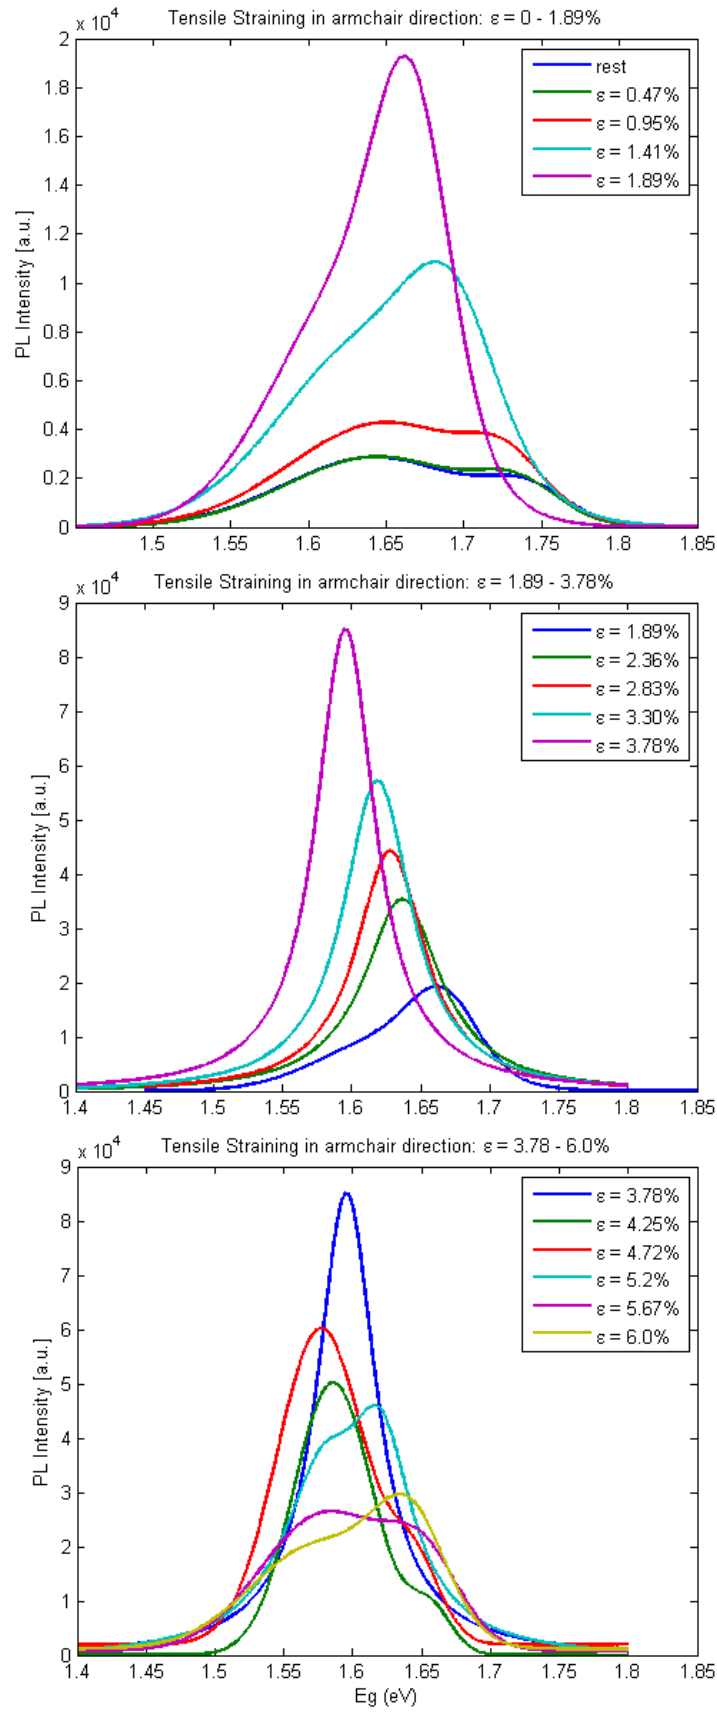 Tensile Straining in armchair direction: ε = 0 - 1.89%
x 10^4
2
1.8
1.6
1.4
1.2
1
0.8
0.6
0.4
0.2
0
PL Intensity [a.u.]
rest
ε = 0.47%
ε = 0.95%
ε = 1.41%
ε = 1.89%
1.5 1.55 1.6 1.65 1.7 1.75 1.8 1.85
Tensile Straining in armchair direction: ε = 1.89 - 3.78%
x 10^4
9
8
7
6
5
4
3
2
1
0
PL Intensity [a.u.]
ε = 1.89%
ε = 2.36%
ε = 2.83%
ε = 3.30%
ε = 3.78%
1.4 1.45 1.5 1.55 1.6 1.65 1.7 1.75 1.8 1.85
Tensile Straining in armchair direction: ε = 3.78 - 6.0%
x 10^4
9
8
7
6
5
4
3
2
1
0
PL Intensity [a.u.]
ε = 3.78%
ε = 4.25%
ε = 4.72%
ε = 5.2%
ε = 5.67%
ε = 6.0%
1.4 1.45 1.5 1.55 1.6 1.65 1.7 1.75 1.8 1.85
Eg (eV)